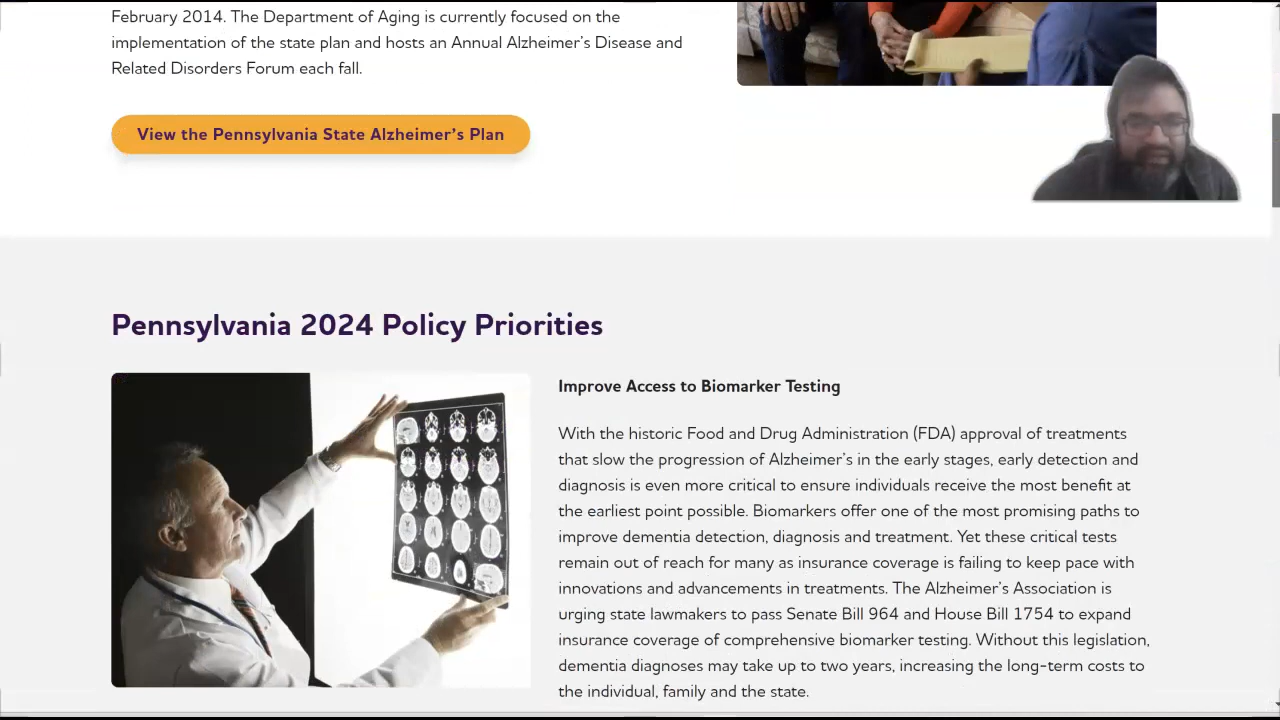 February 2014. The Department of Aging is currently focused on the
implementation of the state plan and hosts an Annual Alzheimer’s Disease and
Related Disorders Forum each fall.
View the Pennsylvania State Alzheimer’s Plan
Pennsylvania 2024 Policy Priorities
Improve Access to Biomarker Testing
With the historic Food and Drug Administration (FDA) approval of treatments
that slow the progression of Alzheimer’s in the early stages, early detection and
diagnosis is even more critical to ensure individuals receive the most benefit at
the earliest point possible. Biomarkers offer one of the most promising paths to
improve dementia detection, diagnosis and treatment. Yet these critical tests
remain out of reach for many as insurance coverage is failing to keep pace with
innovations and advancements in treatments. The Alzheimer’s Association is
urging state lawmakers to pass Senate Bill 964 and House Bill 1754 to expand
insurance coverage of comprehensive biomarker testing. Without this legislation,
dementia diagnoses may take up to two years, increasing the long-term costs to
the individual, family and the state.